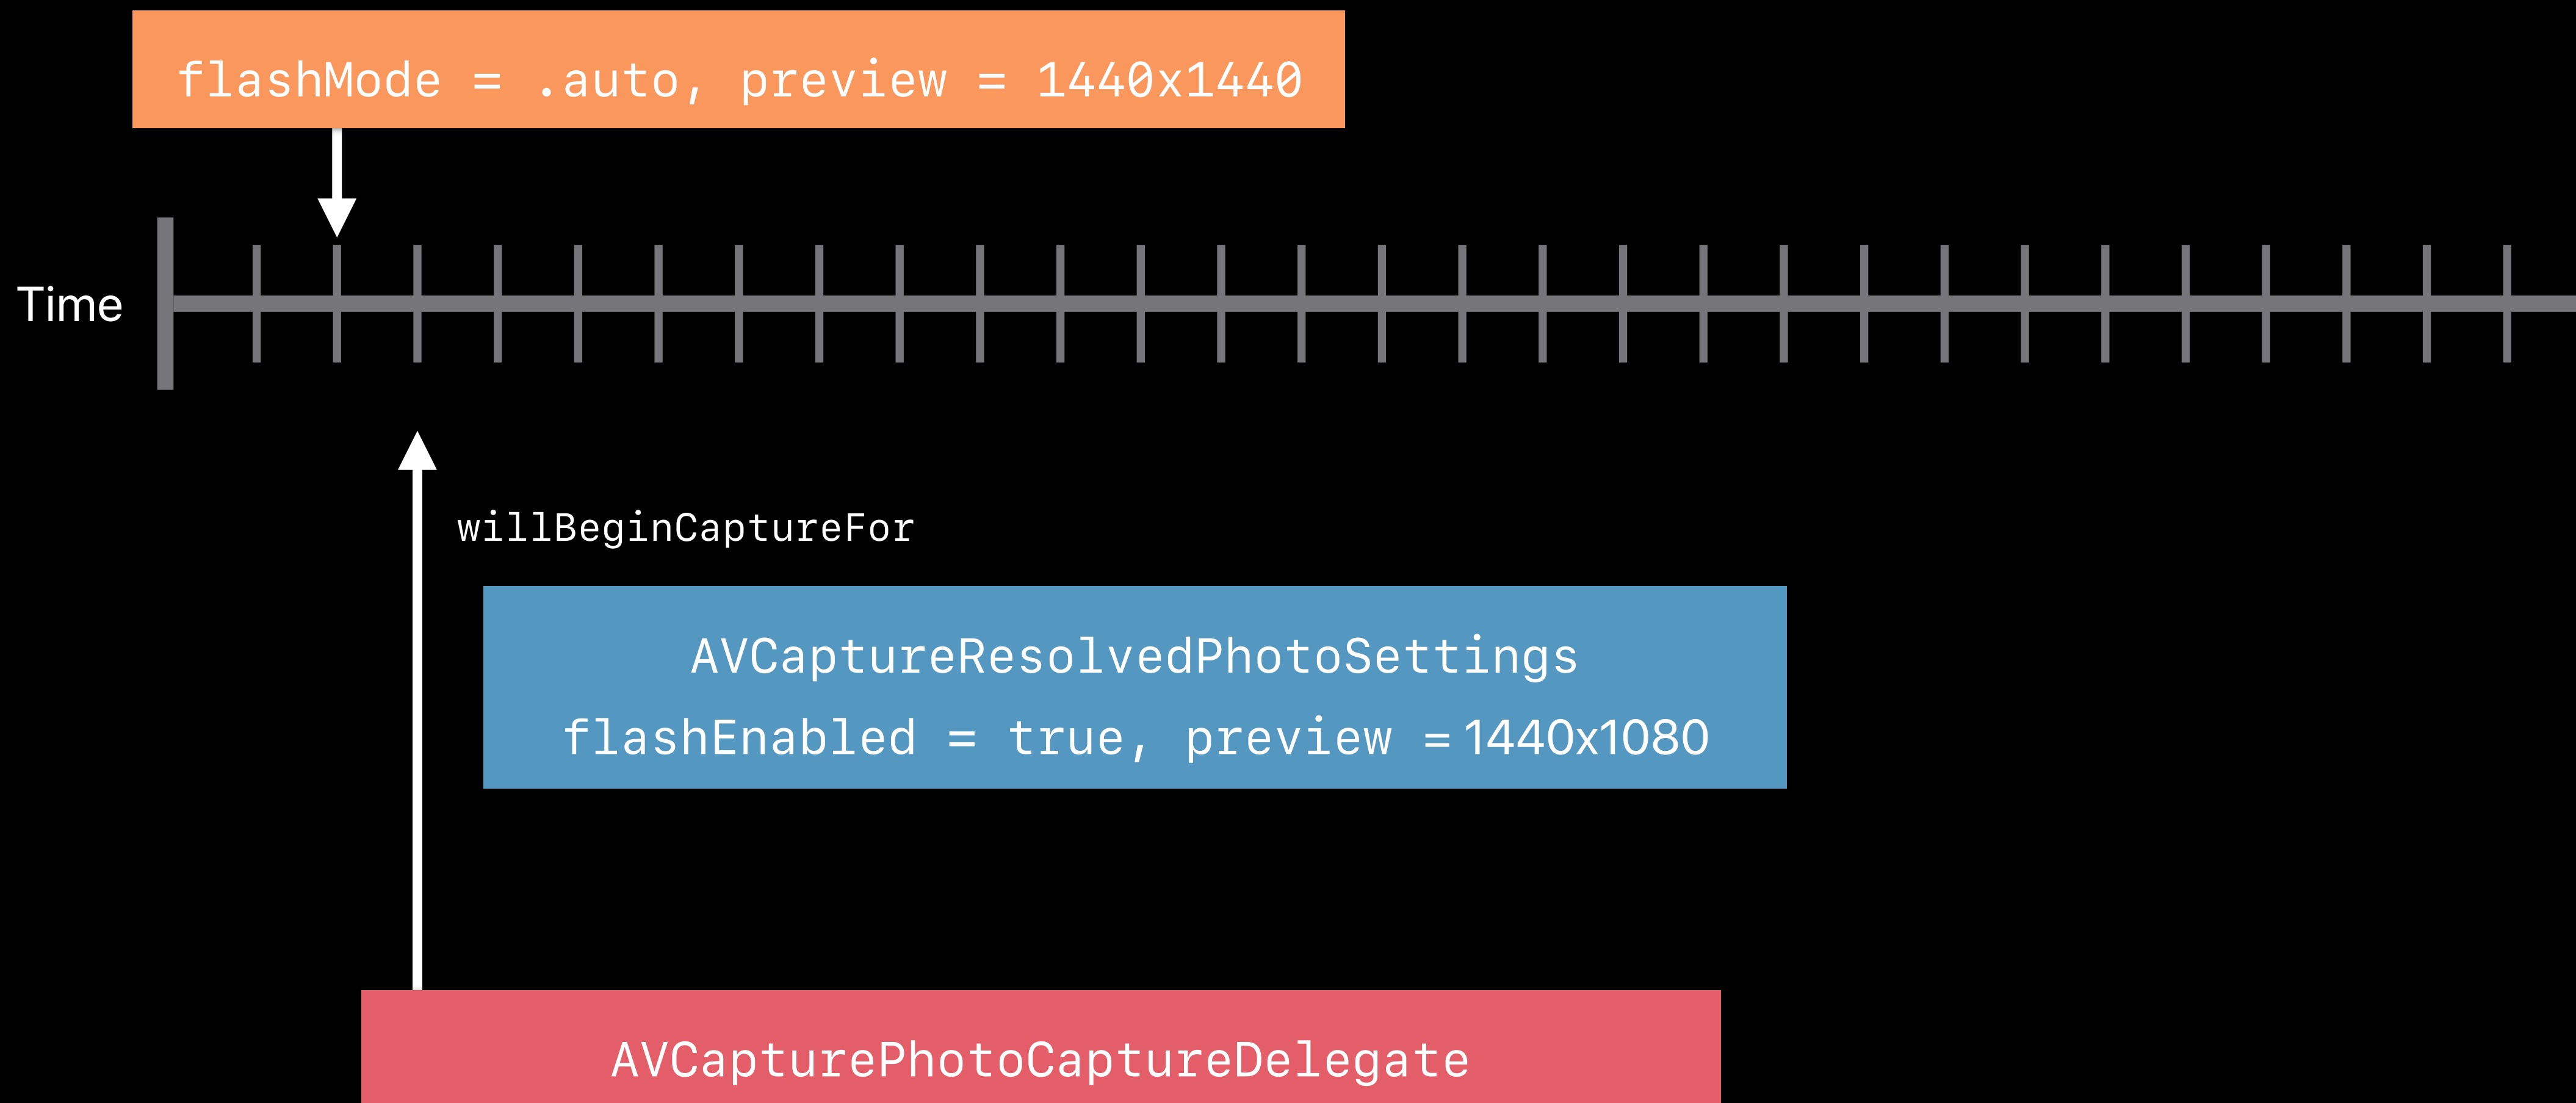 flashMode = .auto, preview = 1440x1440
Time
willBeginCaptureFor
AVCaptureResolvedPhotoSettings
flashEnabled = true, preview = 1440x1080
AVCapturePhotoCaptureDelegate